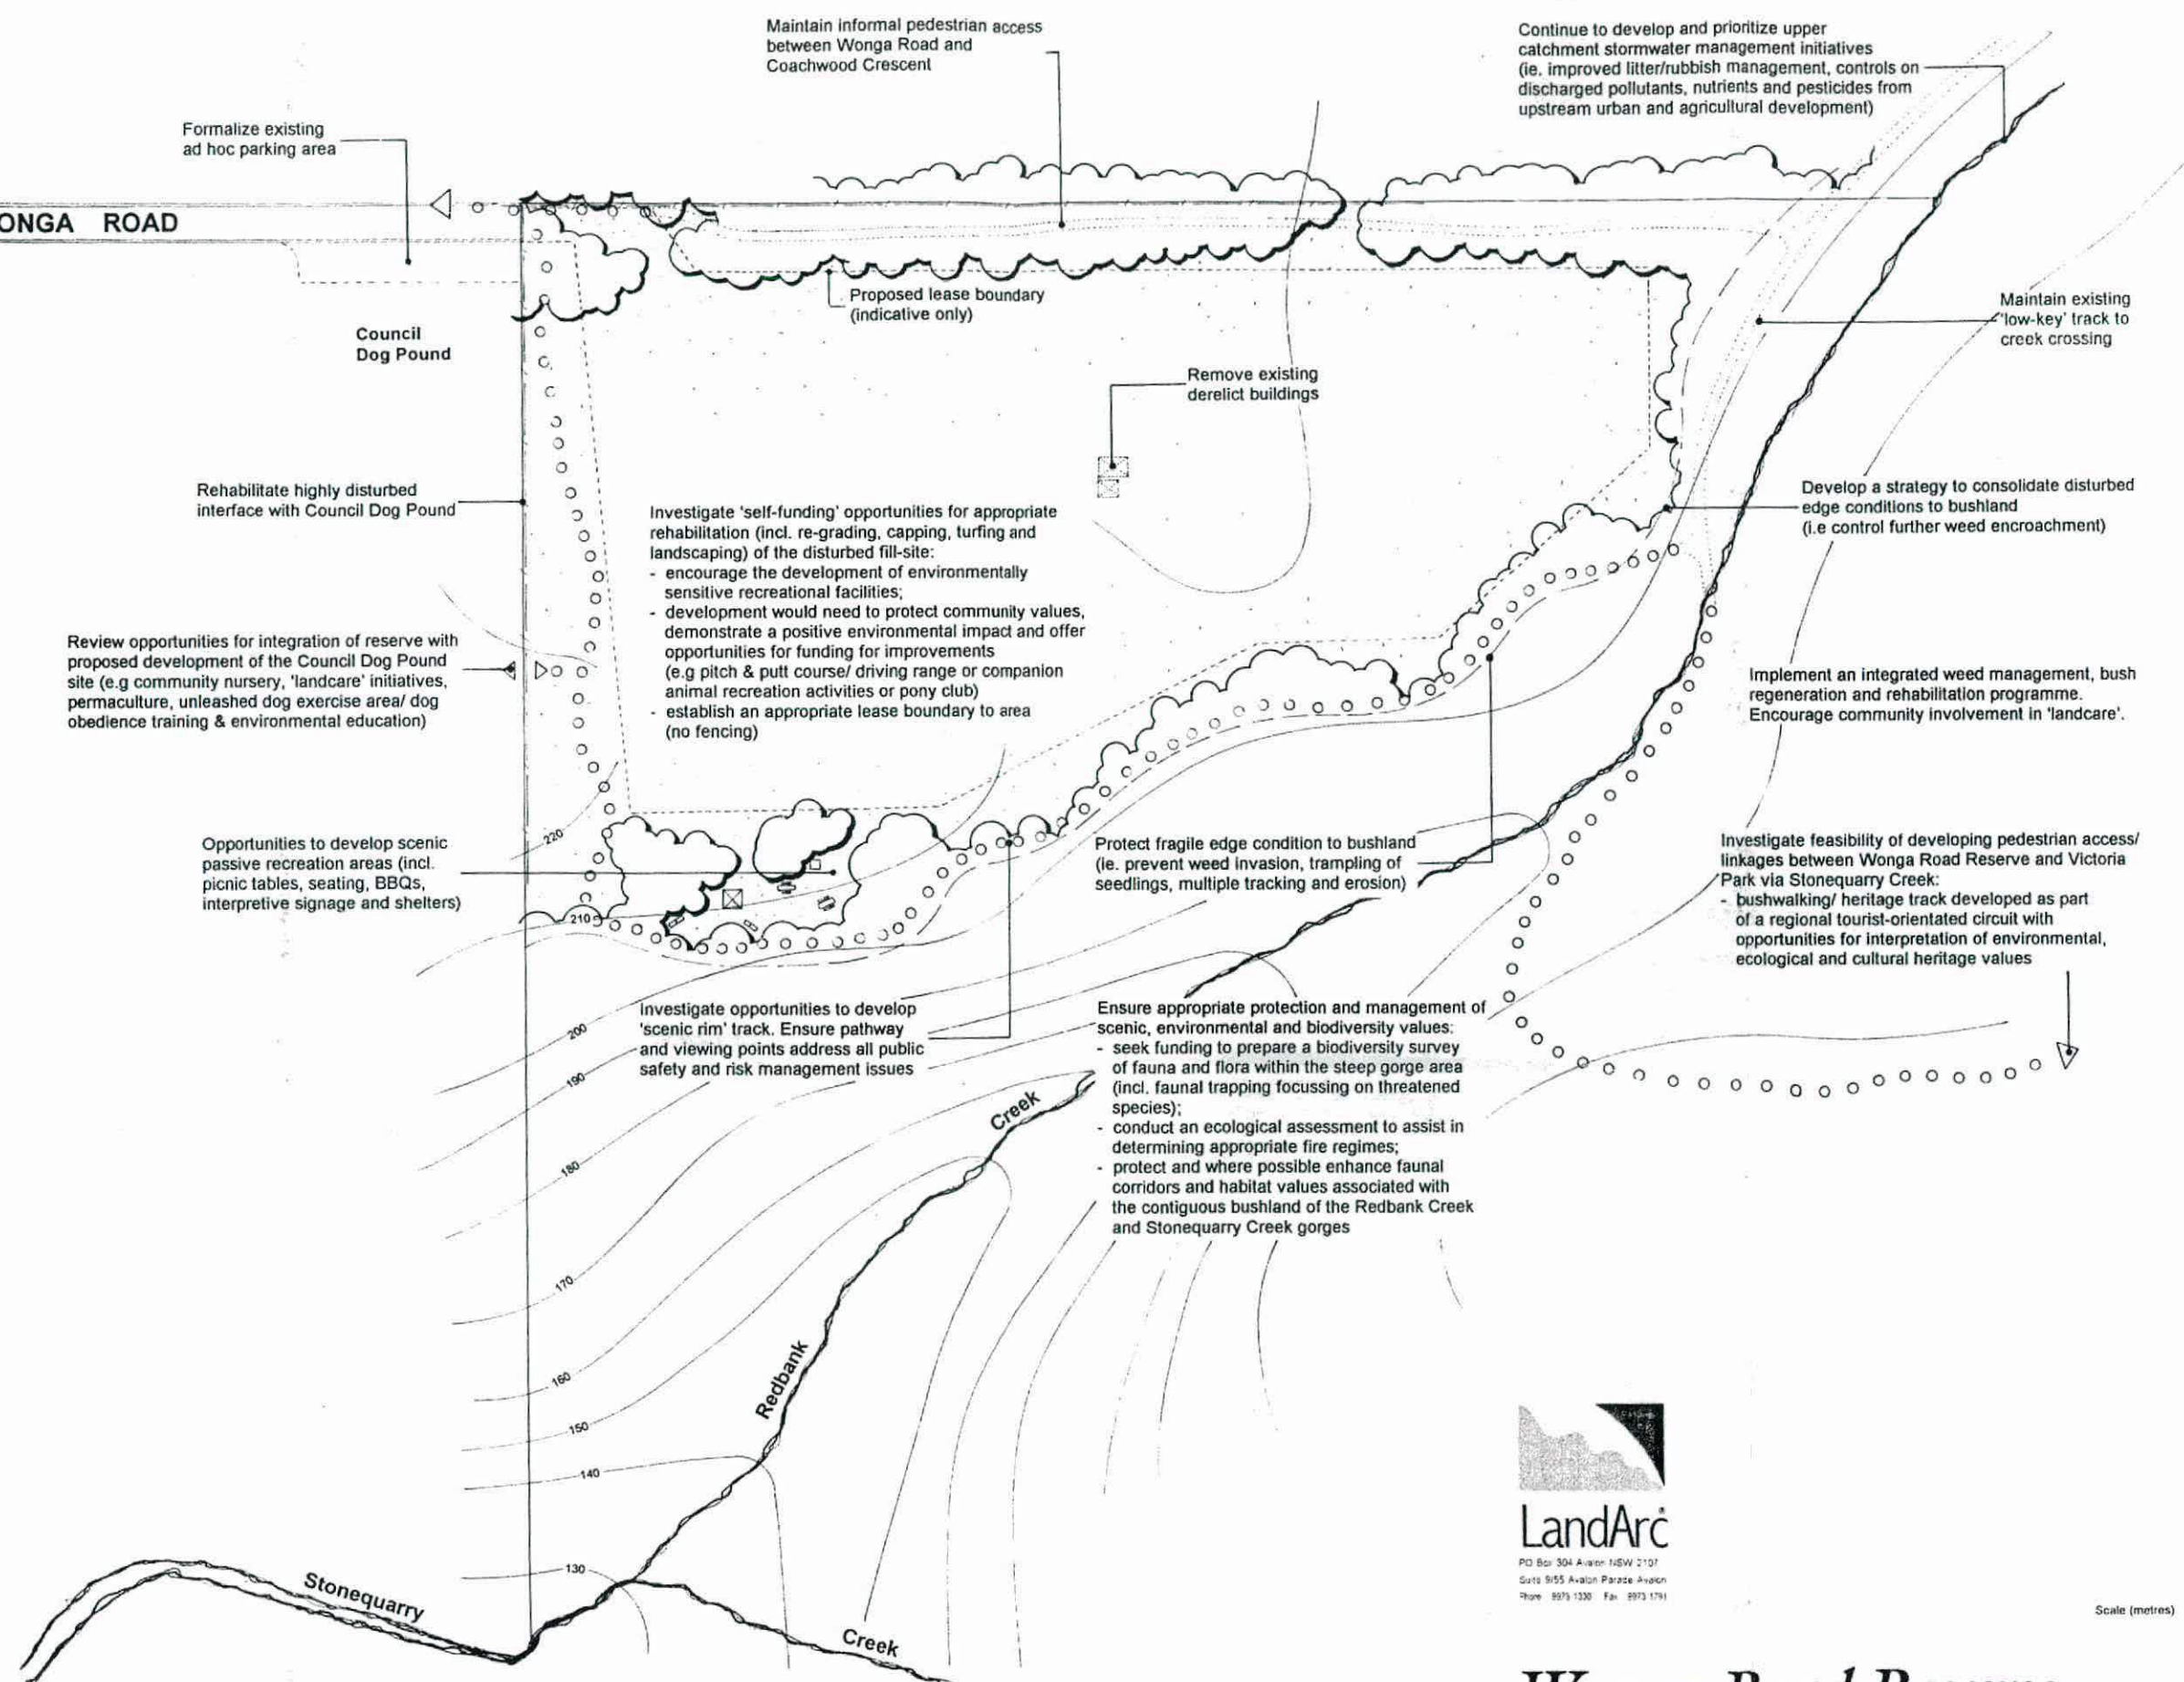 Maintain informal pedestrian access
between Wonga Road and
Coachwood Crescent
Continue to develop and prioritize upper
catchment stormwater management initiatives
(ie. improved litter/rubbish management, controls on
discharged pollutants, nutrients and pesticides from
upstream urban and agricultural development)
Formalize existing
ad hoc parking area
ONGA ROAD
Proposed lease boundary
(indicative only)
Maintain existing
'low-key' track to
creek crossing
Council
Dog Pound
Remove existing
derelict buildings
Rehabilitate highly disturbed
interface with Council Dog Pound
Develop a strategy to consolidate disturbed
edge conditions to bushland
(i.e control further weed encroachment)
Investigate 'self-funding' opportunities for appropriate
rehabilitation (incl. re-grading, capping, turfing and
landscaping) of the disturbed fill-site:
- encourage the development of environmentally
sensitive recreational facilities;
- development would need to protect community values,
demonstrate a positive environmental impact and offer
opportunities for funding for improvements
(e.g pitch & putt course/ driving range or companion
animal recreation activities or pony club)
- establish an appropriate lease boundary to area
(no fencing)
Review opportunities for integration of reserve with
proposed development of the Council Dog Pound
site (e.g community nursery, 'landcare' initiatives,
permaculture, unleashed dog exercise area/ dog
obedience training & environmental education)
Implement an integrated weed management, bush
regeneration and rehabilitation programme.
Encourage community involvement in 'landcare'.
Opportunities to develop scenic
passive recreation areas (incl.
picnic tables, seating, BBQs,
interpretive signage and shelters)
220
210
Protect fragile edge condition to bushland
(ie. prevent weed invasion, trampling of
seedlings, multiple tracking and erosion)
Investigate feasibility of developing pedestrian access/
linkages between Wonga Road Reserve and Victoria
Park via Stonequarry Creek:
- bushwalking/ heritage track developed as part
of a regional tourist-orientated circuit with
opportunities for interpretation of environmental,
ecological and cultural heritage values
Investigate opportunities to develop
'scenic rim' track. Ensure pathway
and viewing points address all public
safety and risk management issues
Ensure appropriate protection and management of
scenic, environmental and biodiversity values:
- seek funding to prepare a biodiversity survey
of fauna and flora within the steep gorge area
(incl. faunal trapping focussing on threatened
species);
- conduct an ecological assessment to assist in
determining appropriate fire regimes;
- protect and where possible enhance faunal
corridors and habitat values associated with
the contiguous bushland of the Redbank Creek
and Stonequarry Creek gorges
200
190
180
170
160
150
140
130
Redbank
Creek
Stonequarry
Creek
LandArc
PO Box 304 Avalon NSW 2107
Suite 9/55 Avalon Parade Avalon
Phone 9973 1330 Fax 9973 1791
Scale (metres)